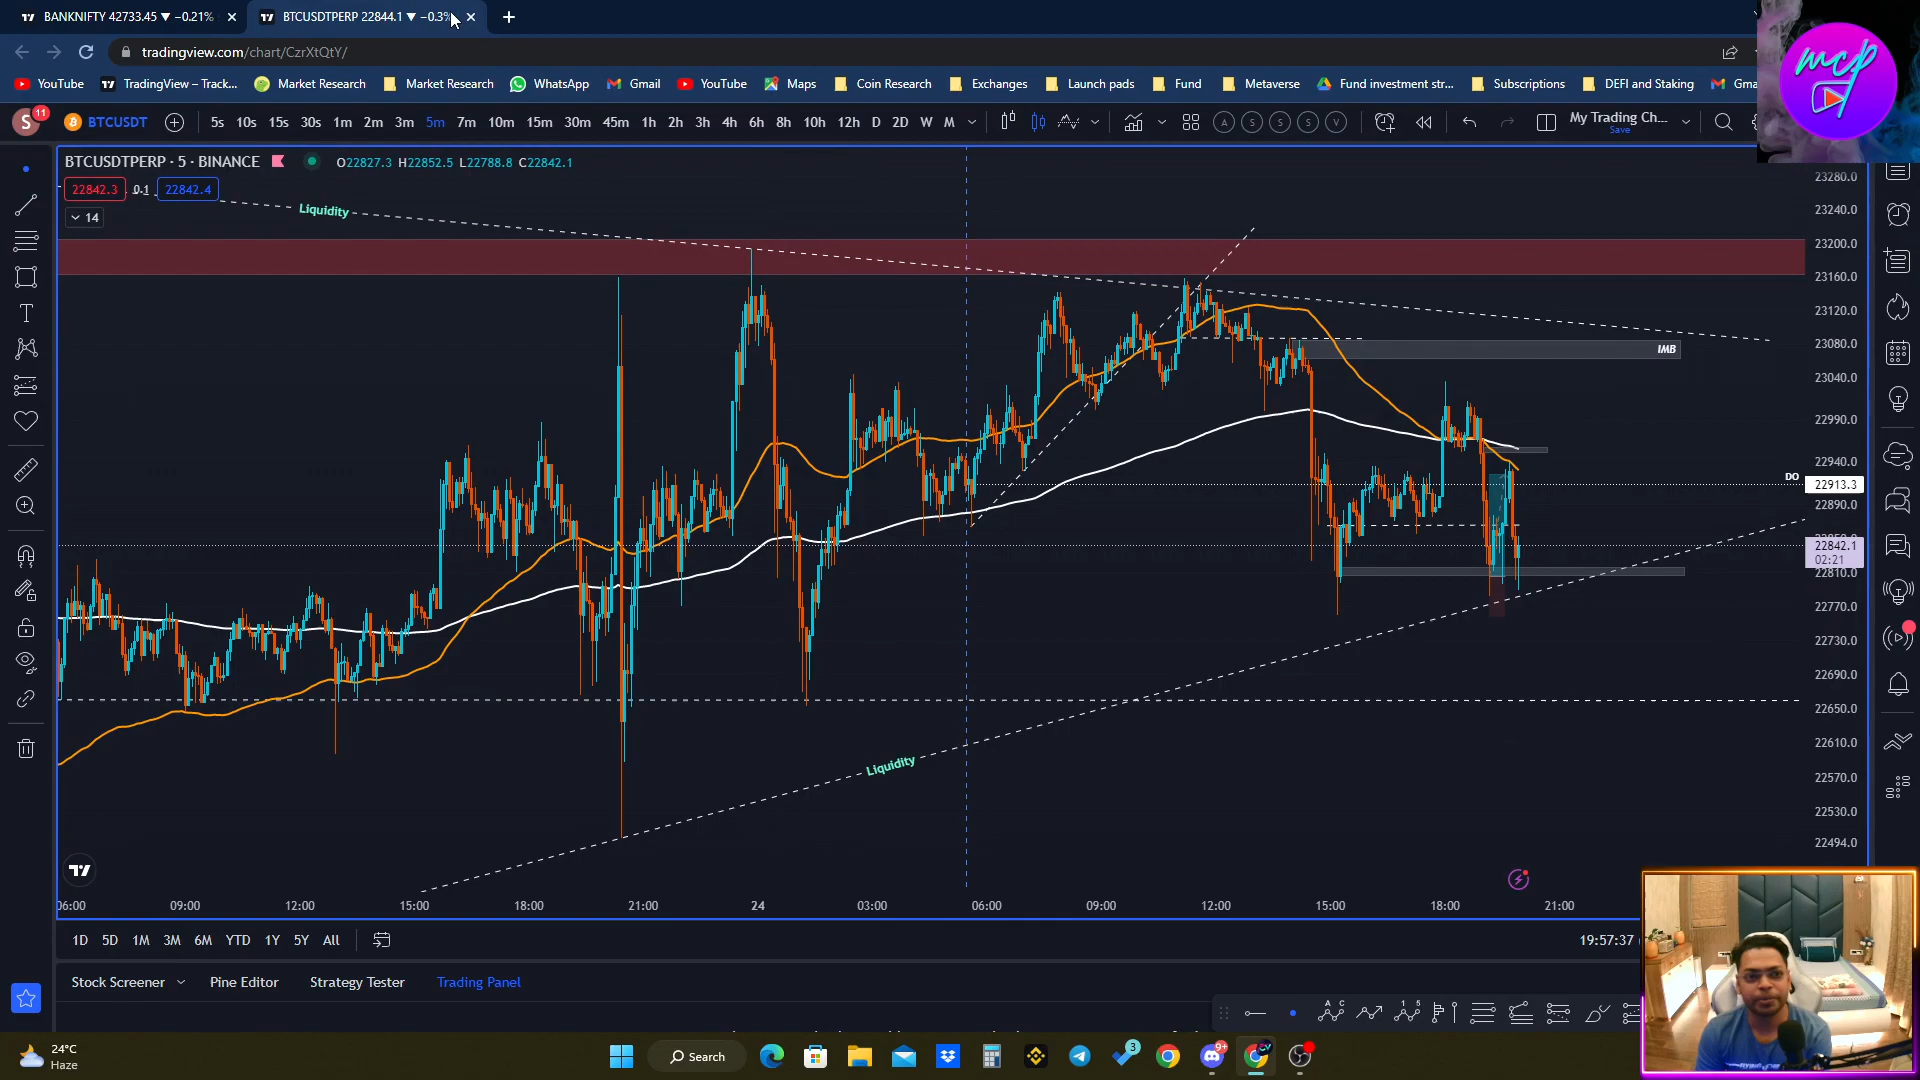 BANKNIFTY 42733.45 ▼ −0.21%
BTCUSDTPERP 22844.1 ▼ −0.3%
tradingview.com/chart/CzrXtQtY/
YouTube
TradingView – Track...
Market Research
Market Research
WhatsApp
Gmail
YouTube
Maps
Coin Research
Exchanges
Launch pads
Fund
Metaverse
Fund investment str...
Subscriptions
DEFI and Staking
Gma
mcp
S 11
BTCUSDT
5s 10s 15s 30s 1m 2m 3m 5m 7m 10m 15m 30m 45m 1h 2h 3h 4h 6h 8h 10h 12h D 2D W M
A S S S V
My Trading Ch...
Save
BTCUSDTPERP · 5 · BINANCE
O22827.3 H22852.5 L22788.8 C22842.1
22842.3 0.1 22842.4
14
Liquidity
Liquidity
IMB
DO
23280.0
23240.0
23200.0
23160.0
23120.0
23080.0
23040.0
22990.0
22940.0
22913.3
22890.0
22842.1
02:21
22810.0
22770.0
22730.0
22690.0
22650.0
22610.0
22570.0
22530.0
22494.0
06:00 09:00 12:00 15:00 18:00 21:00 24 03:00 06:00 09:00 12:00 15:00 18:00 21:00
1D 5D 1M 3M 6M YTD 1Y 5Y All
19:57:37
Stock Screener
Pine Editor
Strategy Tester
Trading Panel
24°C
Haze
Search
3
9+